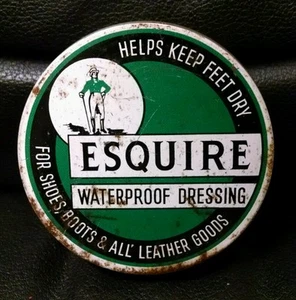 HELPS KEEP FEET DRY
ESQUIRE
WATERPROOF DRESSING
FOR SHOES, BOOTS & ALL LEATHER GOODS